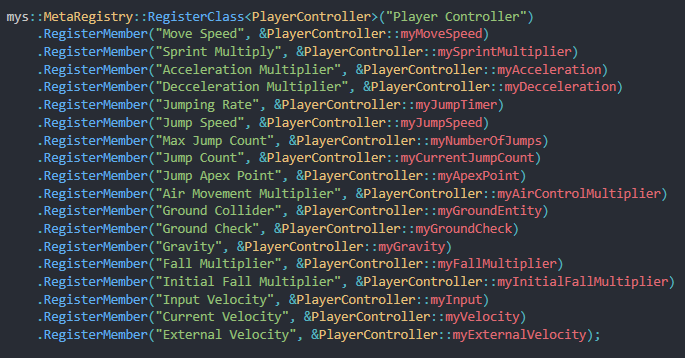 mys::MetaRegistry::RegisterClass<PlayerController>("Player Controller")
.RegisterMember("Move Speed", &PlayerController::myMoveSpeed)
.RegisterMember("Sprint Multiply", &PlayerController::mySprintMultiplier)
.RegisterMember("Acceleration Multiplier", &PlayerController::myAcceleration)
.RegisterMember("Decceleration Multiplier", &PlayerController::myDecceleration)
.RegisterMember("Jumping Rate", &PlayerController::myJumpTimer)
.RegisterMember("Jump Speed", &PlayerController::myJumpSpeed)
.RegisterMember("Max Jump Count", &PlayerController::myNumberOfJumps)
.RegisterMember("Jump Count", &PlayerController::myCurrentJumpCount)
.RegisterMember("Jump Apex Point", &PlayerController::myApexPoint)
.RegisterMember("Air Movement Multiplier", &PlayerController::myAirControlMultiplier)
.RegisterMember("Ground Collider", &PlayerController::myGroundEntity)
.RegisterMember("Ground Check", &PlayerController::myGroundCheck)
.RegisterMember("Gravity", &PlayerController::myGravity)
.RegisterMember("Fall Multiplier", &PlayerController::myFallMultiplier)
.RegisterMember("Initial Fall Multiplier", &PlayerController::myInitialFallMultiplier)
.RegisterMember("Input Velocity", &PlayerController::myInput)
.RegisterMember("Current Velocity", &PlayerController::myVelocity)
.RegisterMember("External Velocity", &PlayerController::myExternalVelocity);